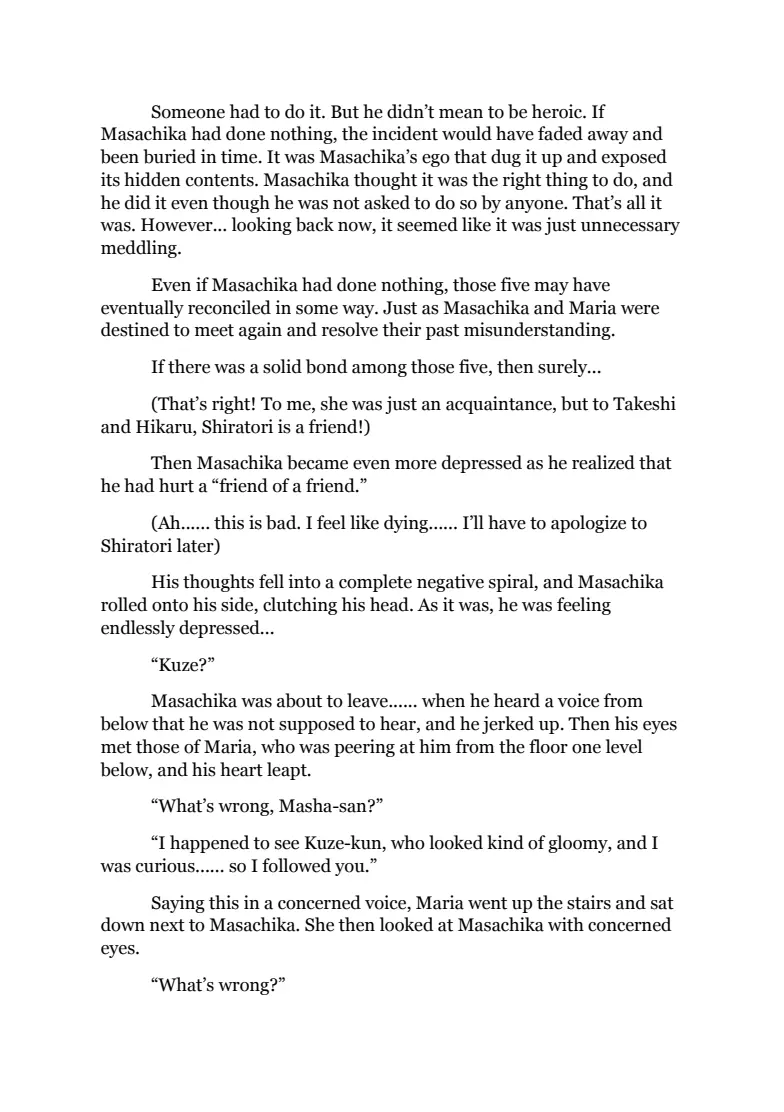 Someone had to do it. But he didn’t mean to be heroic. If
Masachika had done nothing, the incident would have faded away and
been buried in time. It was Masachika’s ego that dug it up and exposed
its hidden contents. Masachika thought it was the right thing to do, and
he did it even though he was not asked to do so by anyone. That’s all it
was. However... looking back now, it seemed like it was just unnecessary
meddling.
Even if Masachika had done nothing, those five may have
eventually reconciled in some way. Just as Masachika and Maria were
destined to meet again and resolve their past misunderstanding.
If there was a solid bond among those five, then surely...
(That’s right! To me, she was just an acquaintance, but to Takeshi
and Hikaru, Shiratori is a friend!)
Then Masachika became even more depressed as he realized that
he had hurt a “friend of a friend.”
(Ah...... this is bad. I feel like dying...... I’ll have to apologize to
Shiratori later)
His thoughts fell into a complete negative spiral, and Masachika
rolled onto his side, clutching his head. As it was, he was feeling
endlessly depressed...
“Kuze?”
Masachika was about to leave...... when he heard a voice from
below that he was not supposed to hear, and he jerked up. Then his eyes
met those of Maria, who was peering at him from the floor one level
below, and his heart leapt.
“What’s wrong, Masha-san?”
“I happened to see Kuze-kun, who looked kind of gloomy, and I
was curious...... so I followed you.”
Saying this in a concerned voice, Maria went up the stairs and sat
down next to Masachika. She then looked at Masachika with concerned
eyes.
“What’s wrong?”